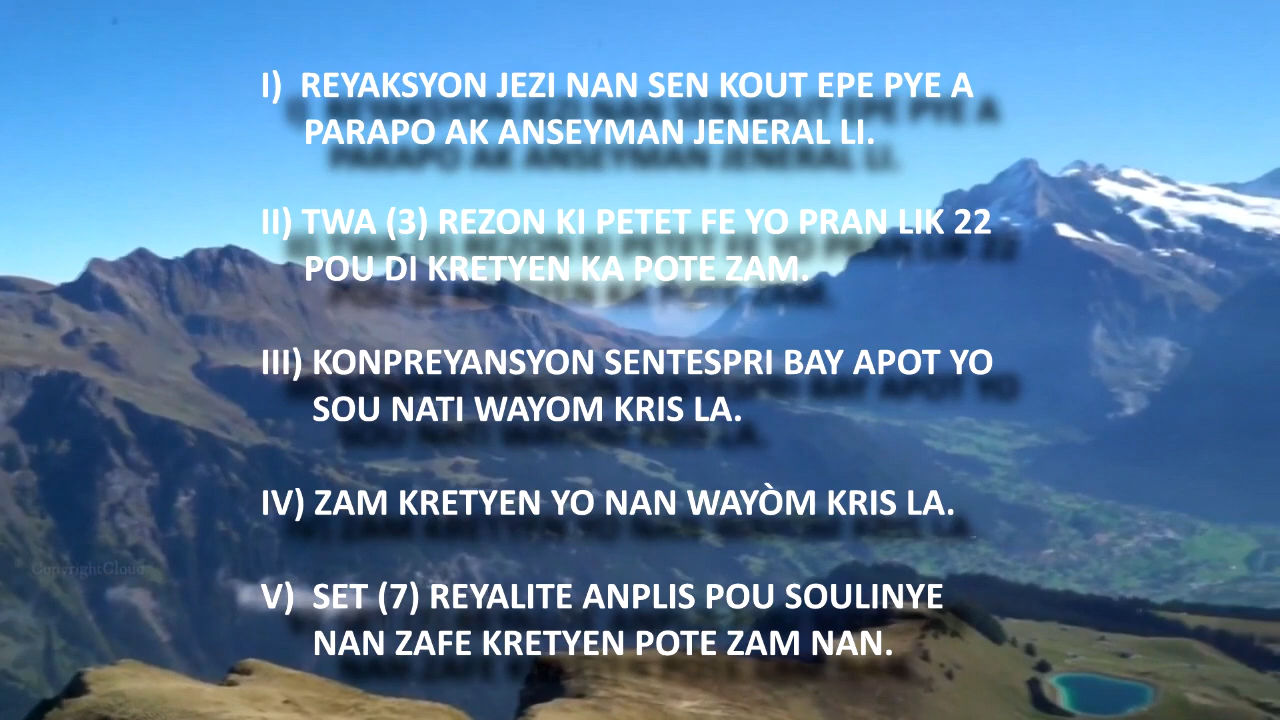 I) REYAKSYON JEZI NAN SEN KOUT EPE PYE A
PARAPO AK ANSEYMAN JENERAL LI.
II) TWA (3) REZON KI PETET FE YO PRAN LIK 22
POU DI KRETYEN KA POTE ZAM.
III) KONPREYANSYON SENTESPRI BAY APOT YO
SOU NATI WAYOM KRIS LA.
IV) ZAM KRETYEN YO NAN WAYÒM KRIS LA.
CopyrightCloud
V) SET (7) REYALITE ANPLIS POU SOULINYE
NAN ZAFE KRETYEN POTE ZAM NAN.